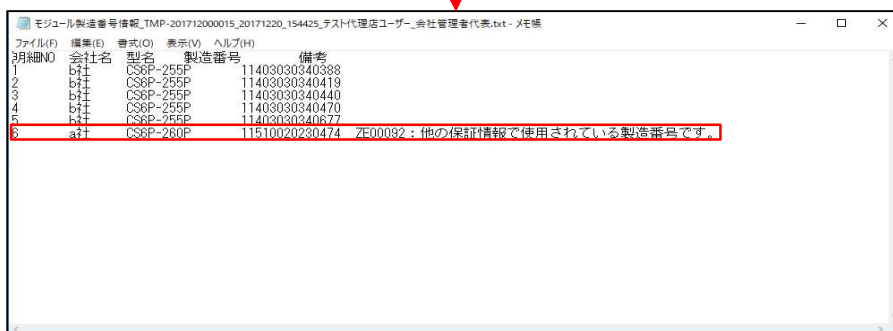 モジュール製造番号情報_TMP-201712000015_20171220_154425_テスト代理店ユーザー_会社管理者代表.txt - メモ帳
ファイル(F) 編集(E) 書式(O) 表示(V) ヘルプ(H)
明細NO 会社名 型名 製造番号 備考
1 b社 CS6P-255P 11403030340388
2 b社 CS6P-255P 11403030340419
3 b社 CS6P-255P 11403030340440
4 b社 CS6P-255P 11403030340470
5 b社 CS6P-255P 11403030340677
6 a社 CS6P-260P 11510020230474 ZE00092：他の保証情報で使用されている製造番号です。